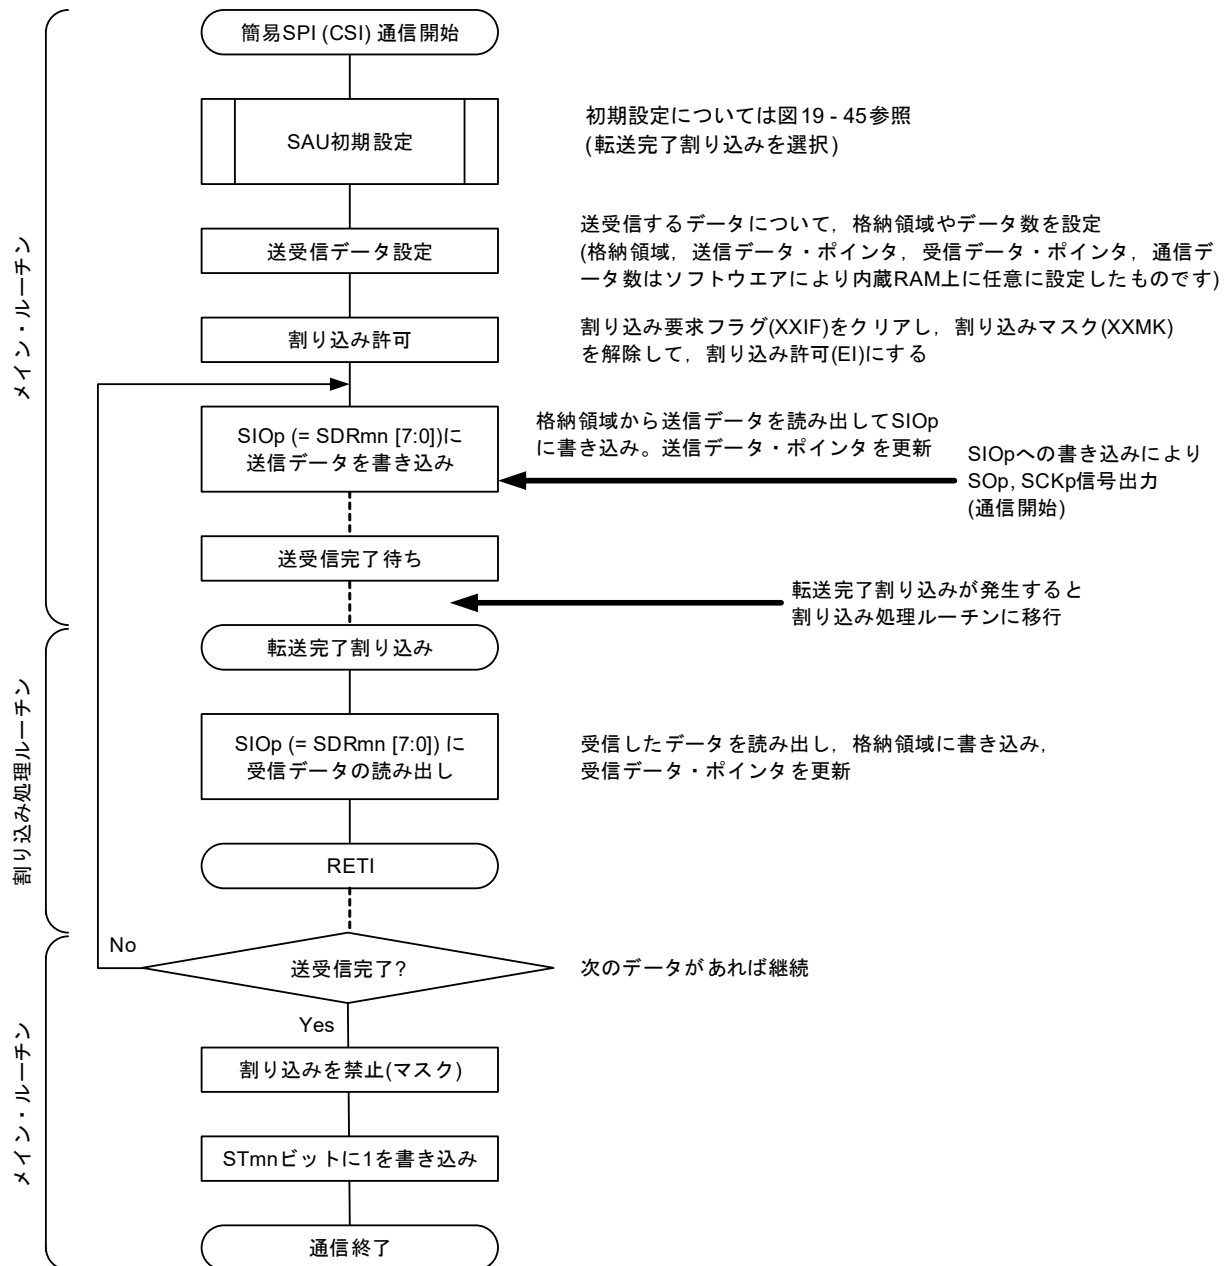 簡易SPI (CSI) 通信開始
SAU初期設定
初期設定については図19 - 45参照
(転送完了割り込みを選択)
送受信データ設定
送受信するデータについて，格納領域やデータ数を設定
(格納領域，送信データ・ポインタ，受信データ・ポインタ，通信デ
ータ数はソフトウエアにより内蔵RAM上に任意に設定したものです)
メイン・ルーチン
割り込み許可
割り込み要求フラグ(XXIF)をクリアし，割り込みマスク(XXMK)
を解除して，割り込み許可(EI)にする
SIOp (= SDRmn [7:0])に
送信データを書き込み
格納領域から送信データを読み出してSIOp
に書き込み。送信データ・ポインタを更新
SIOpへの書き込みにより
SOp, SCKp信号出力
(通信開始)
送受信完了待ち
転送完了割り込みが発生すると
割り込み処理ルーチンに移行
転送完了割り込み
割り込み処理ルーチン
SIOp (= SDRmn [7:0]) に
受信データの読み出し
受信したデータを読み出し，格納領域に書き込み，
受信データ・ポインタを更新
RETI
No
送受信完了?
次のデータがあれば継続
Yes
メイン・ルーチン
割り込みを禁止(マスク)
STmnビットに1を書き込み
通信終了